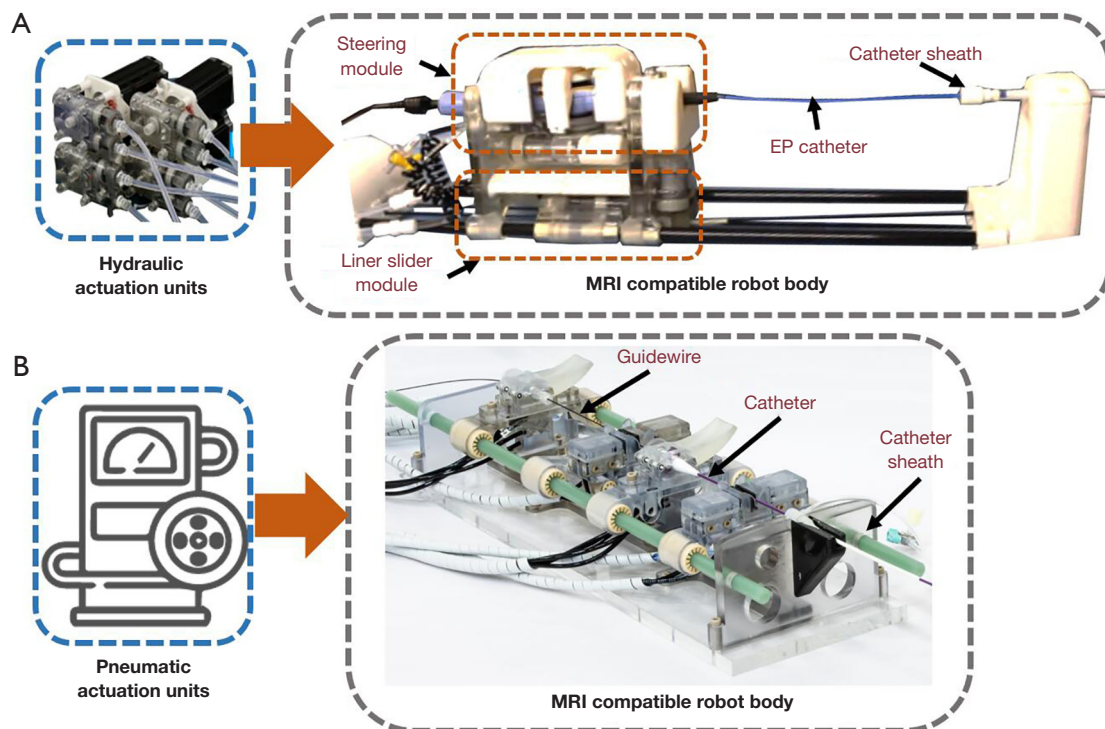 A
Steering
module
Catheter sheath
EP catheter
Liner slider
module
Hydraulic
actuation units
MRI compatible robot body
B
Guidewire
Catheter
Catheter
sheath
Pneumatic
actuation units
MRI compatible robot body